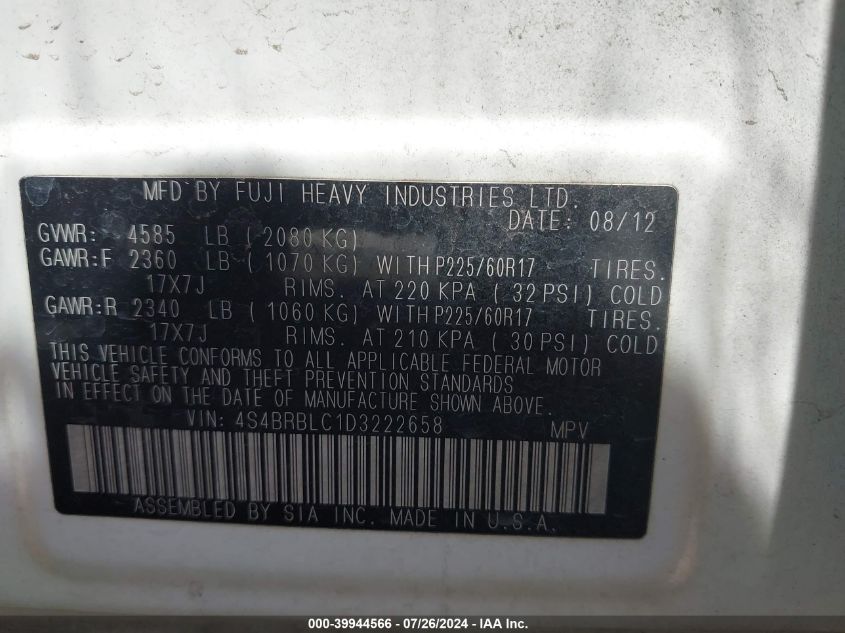 MFD BY FUJI HEAVY INDUSTRIES LTD.
DATE: 08/12
GVWR: 4585 LB ( 2080 KG)
GAWR:F 2360 LB ( 1070 KG) WITH P225/60R17 TIRES.
17X7J RIMS. AT 220 KPA ( 32 PSI) COLD
GAWR:R 2340 LB ( 1060 KG) WITH P225/60R17 TIRES.
17X7J RIMS. AT 210 KPA ( 30 PSI) COLD
THIS VEHICLE CONFORMS TO ALL APPLICABLE FEDERAL MOTOR
VEHICLE SAFETY AND THEFT PREVENTION STANDARDS
IN EFFECT ON THE DATE OF MANUFACTURE SHOWN ABOVE.
VIN: 4S4BRBLC1D3222658 MPV
ASSEMBLED BY SIA INC. MADE IN U.S.A.
000-39944566 - 07/26/2024 - IAA Inc.